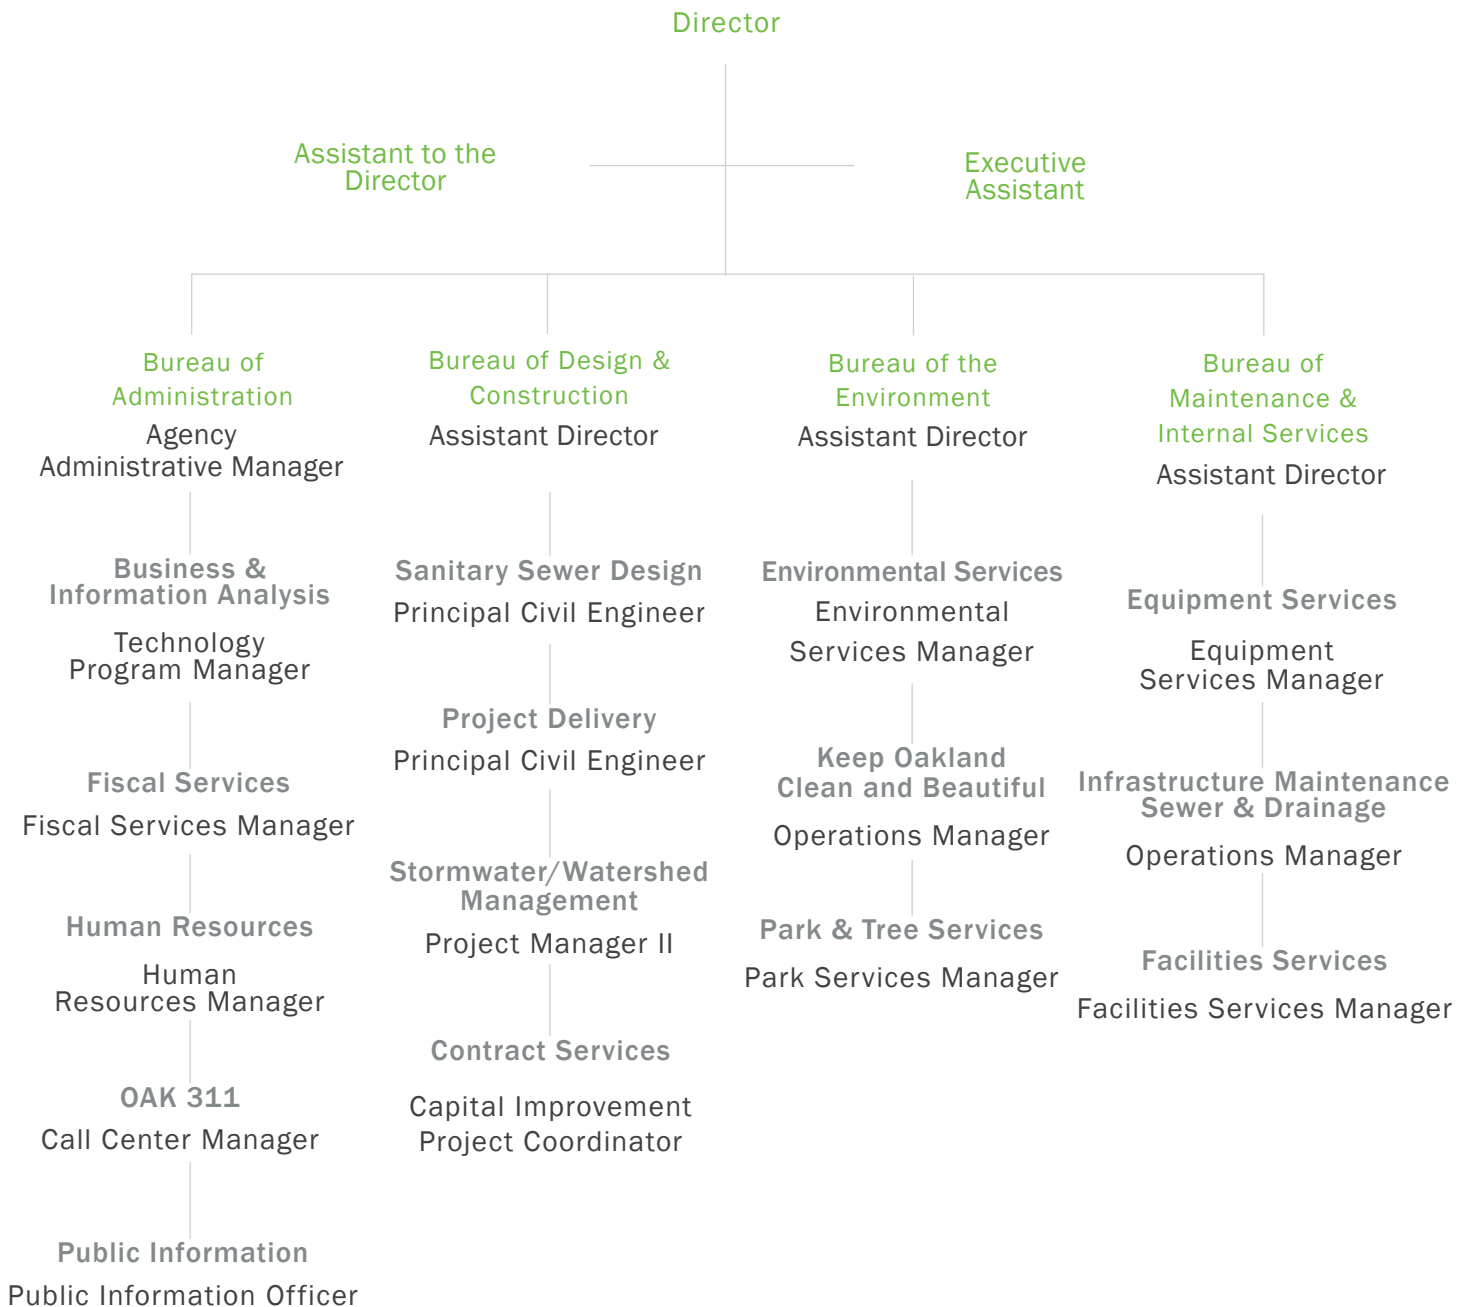 Director
Assistant to the
Director
Executive
Assistant
Bureau of
Administration
Agency
Administrative Manager
Business &
Information Analysis
Technology
Program Manager
Fiscal Services
Fiscal Services Manager
Human Resources
Human
Resources Manager
OAK 311
Call Center Manager
Public Information
Public Information Officer
Bureau of Design &
Construction
Assistant Director
Sanitary Sewer Design
Principal Civil Engineer
Project Delivery
Principal Civil Engineer
Stormwater/Watershed
Management
Project Manager II
Contract Services
Capital Improvement
Project Coordinator
Bureau of the
Environment
Assistant Director
Environmental Services
Environmental
Services Manager
Keep Oakland
Clean and Beautiful
Operations Manager
Park & Tree Services
Park Services Manager
Bureau of
Maintenance &
Internal Services
Assistant Director
Equipment Services
Equipment
Services Manager
Infrastructure Maintenance
Sewer & Drainage
Operations Manager
Facilities Services
Facilities Services Manager